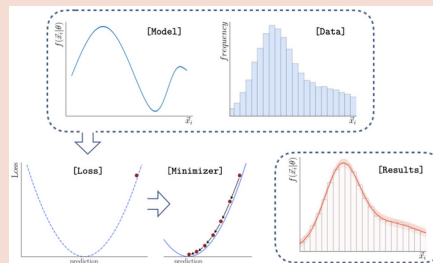 [Model]
f(x⃗ᵢ|θ)
x⃗ᵢ
[Data]
frequency
x⃗ᵢ
[Loss]
Loss
prediction
[Minimizer]
prediction
[Results]
f(x⃗ᵢ|θ)
x⃗ᵢ